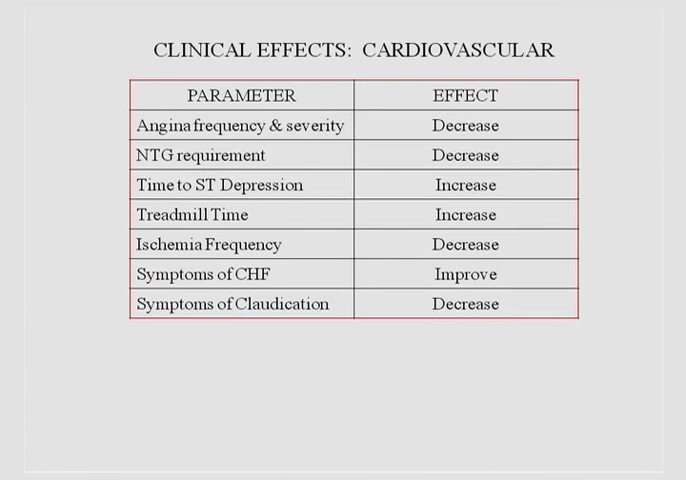 CLINICAL EFFECTS: CARDIOVASCULAR
PARAMETER EFFECT
Angina frequency & severity Decrease
NTG requirement Decrease
Time to ST Depression Increase
Treadmill Time Increase
Ischemia Frequency Decrease
Symptoms of CHF Improve
Symptoms of Claudication Decrease